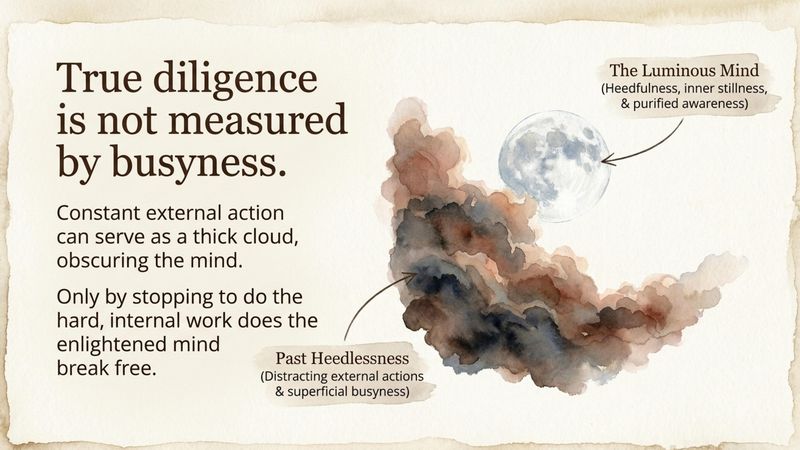 True diligence
is not measured
by busyness.
Constant external action
can serve as a thick cloud,
obscuring the mind.
Only by stopping to do the
hard, internal work does the
enlightened mind
break free.
The Luminous Mind
(Heedfulness, inner stillness,
& purified awareness)
Past Heedlessness
(Distracting external actions
& superficial busyness)